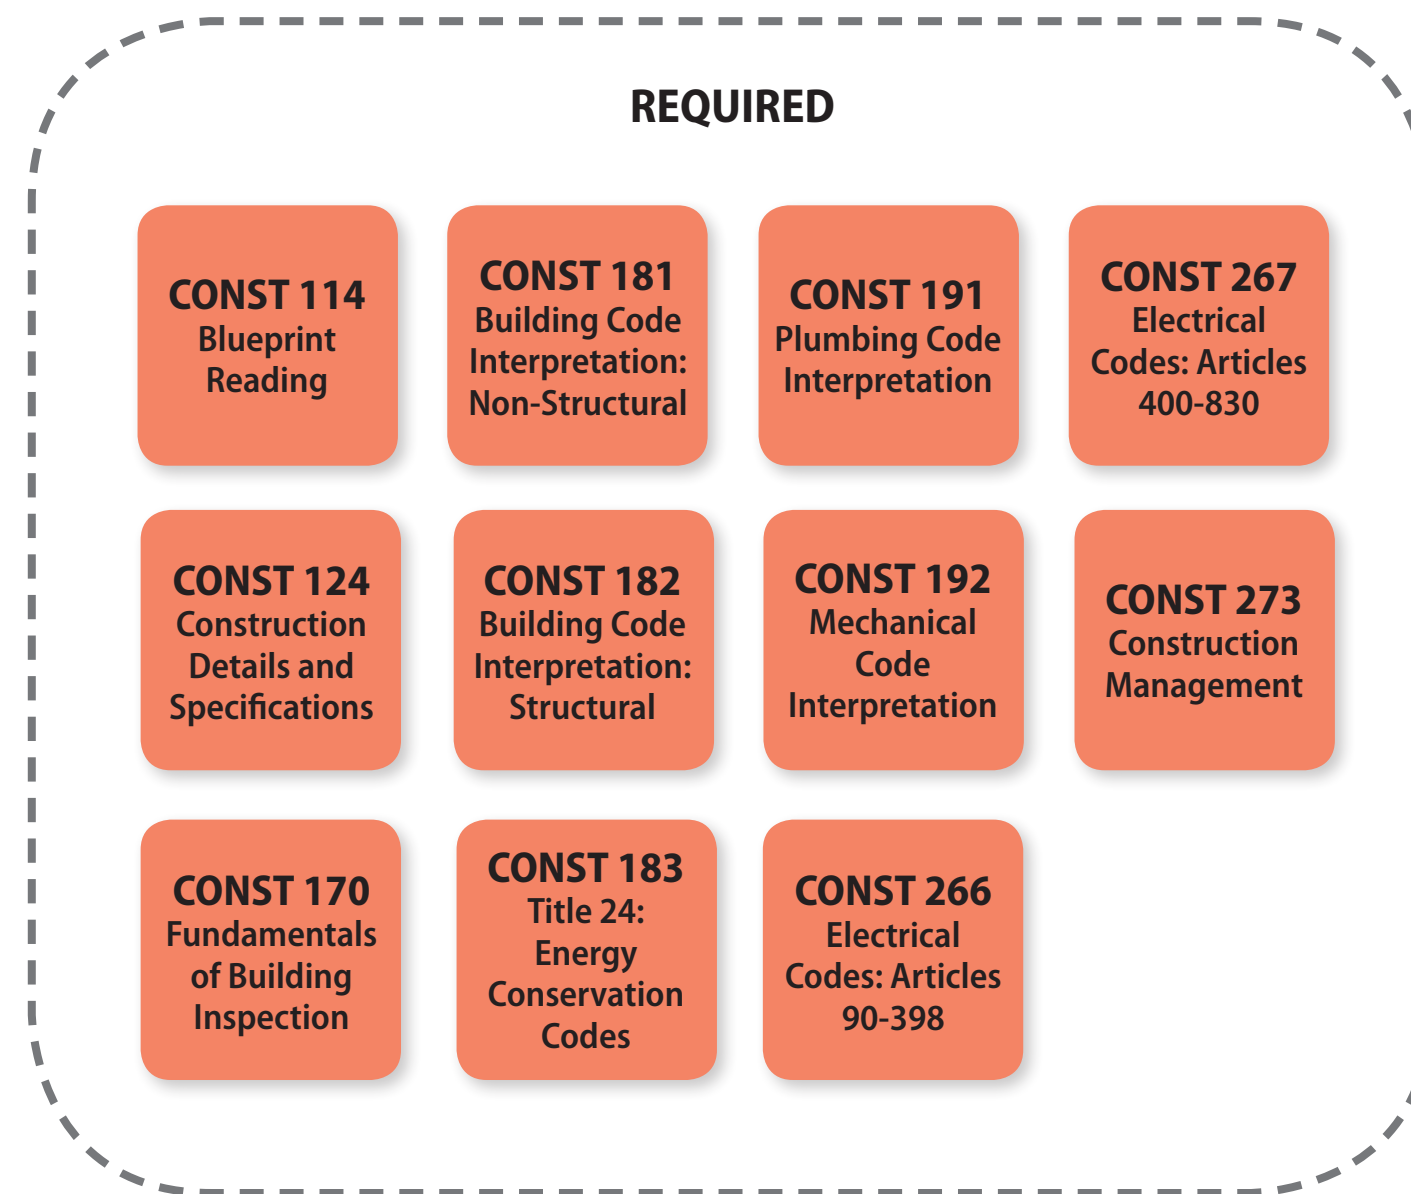 REQUIRED
CONST 114
Blueprint
Reading
CONST 181
Building Code
Interpretation:
Non-Structural
CONST 191
Plumbing Code
Interpretation
CONST 267
Electrical
Codes: Articles
400-830
CONST 124
Construction
Details and
Specifications
CONST 182
Building Code
Interpretation:
Structural
CONST 192
Mechanical
Code
Interpretation
CONST 273
Construction
Management
CONST 170
Fundamentals
of Building
Inspection
CONST 183
Title 24:
Energy
Conservation
Codes
CONST 266
Electrical
Codes: Articles
90-398